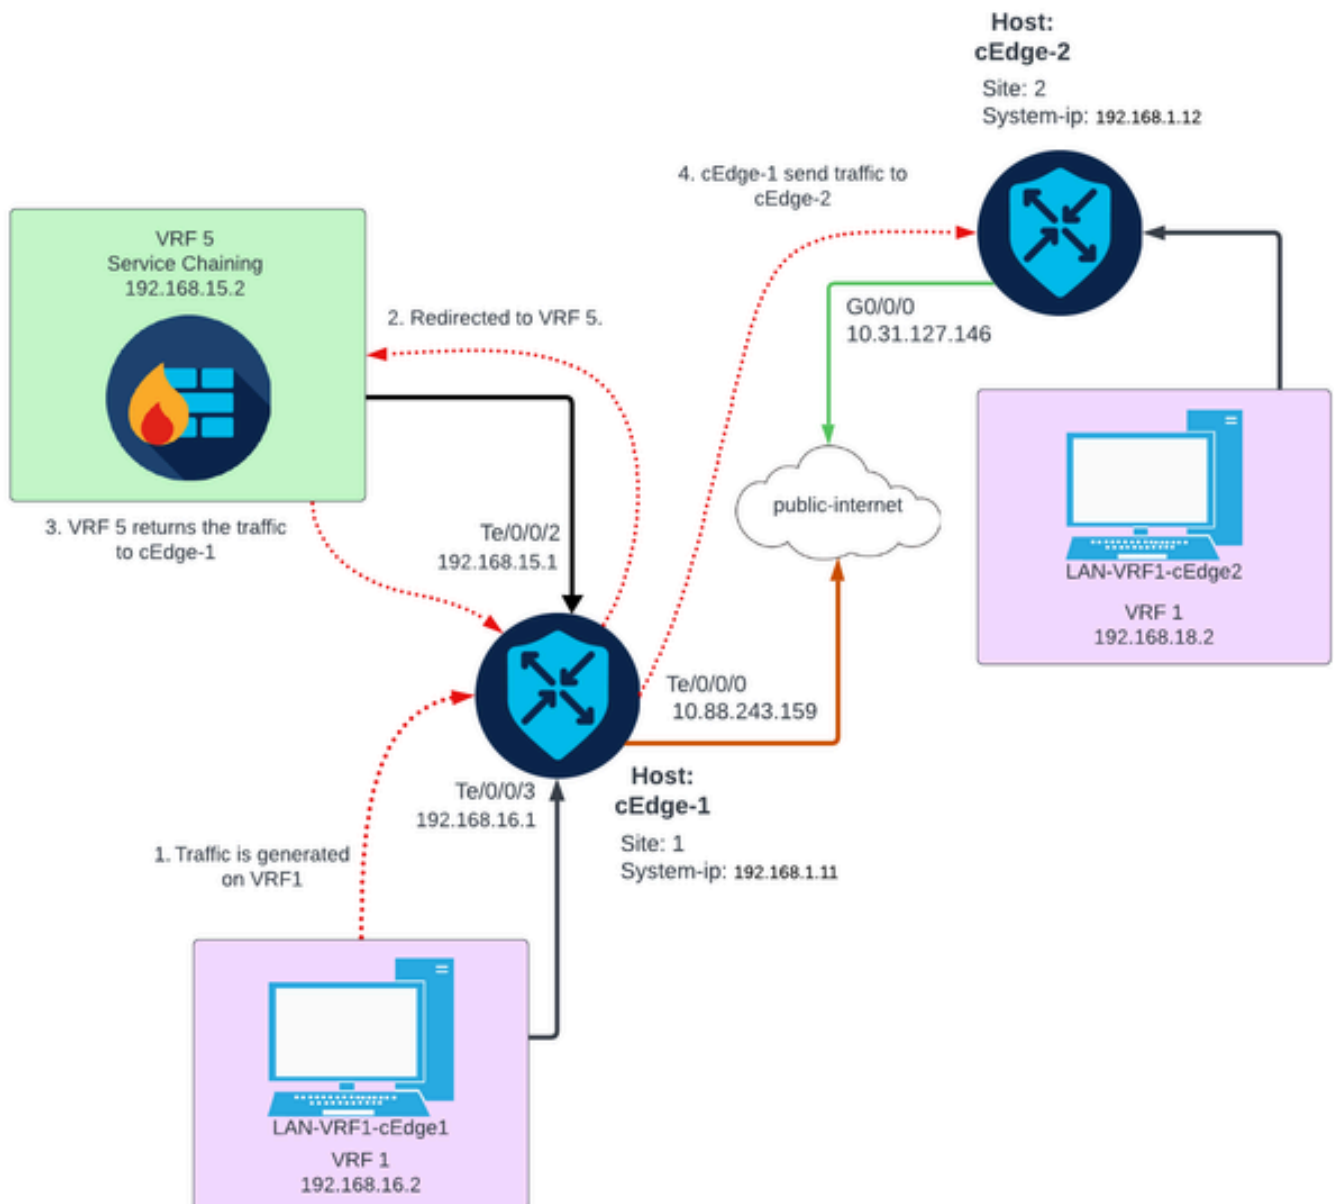 Host:
cEdge-2
Site: 2
System-ip: 192.168.1.12
4. cEdge-1 send traffic to
cEdge-2
VRF 5
Service Chaining
192.168.15.2
2. Redirected to VRF 5.
G0/0/0
10.31.127.146
public-internet
3. VRF 5 returns the traffic
to cEdge-1
Te/0/0/2
192.168.15.1
LAN-VRF1-cEdge2
VRF 1
192.168.18.2
Te/0/0/0
10.88.243.159
Te/0/0/3
192.168.16.1
Host:
cEdge-1
Site: 1
System-ip: 192.168.1.11
1. Traffic is generated
on VRF1
LAN-VRF1-cEdge1
VRF 1
192.168.16.2